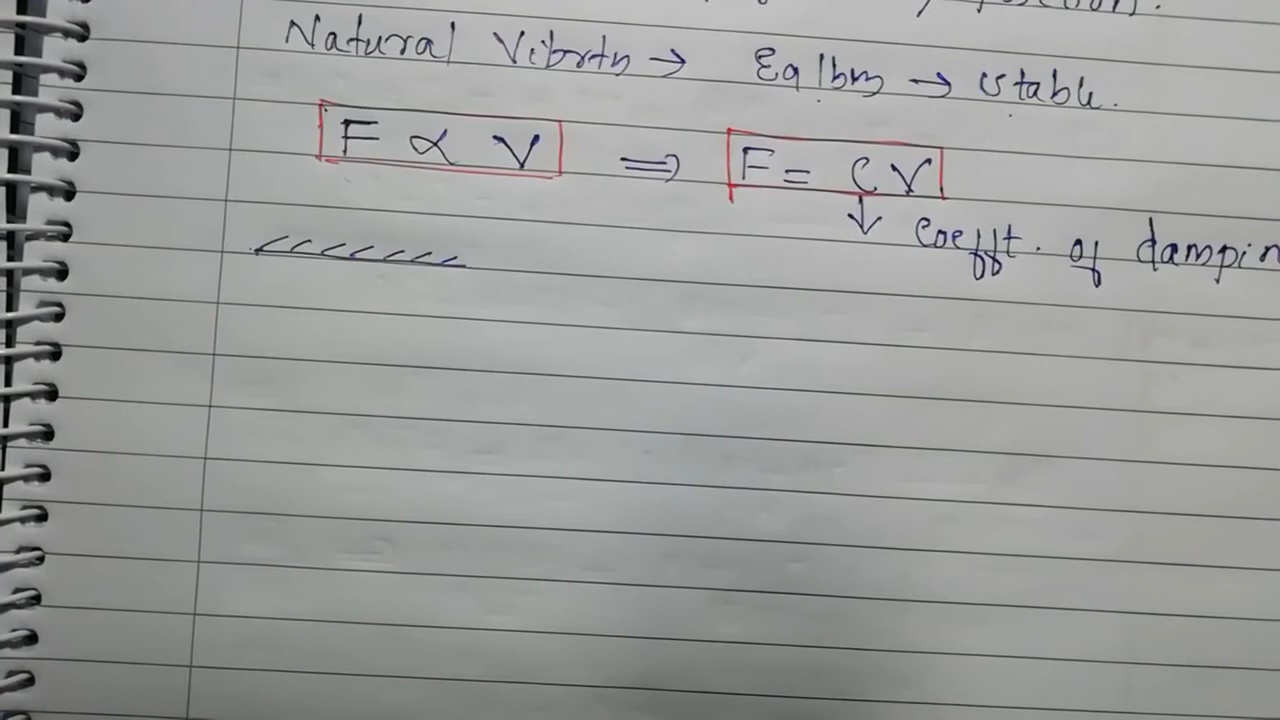 Natural Vibrtn → Eqlbm → stable.
F ∝ V ⟹ F = CV
↓ Coefft. of dampin